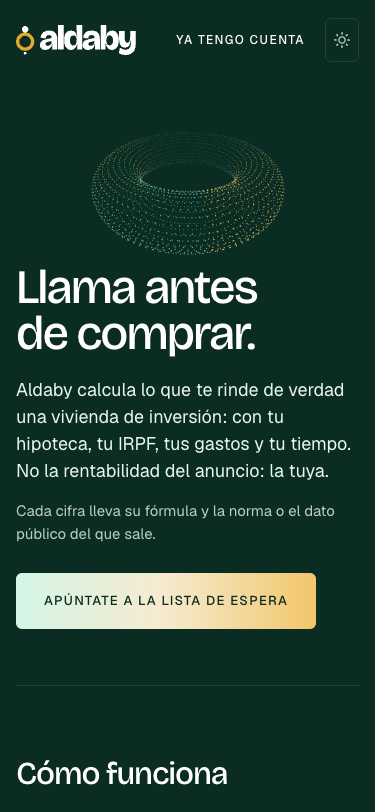 aldaby
YA TENGO CUENTA
Llama antes
de comprar.
Aldaby calcula lo que te rinde de verdad
una vivienda de inversión: con tu
hipoteca, tu IRPF, tus gastos y tu tiempo.
No la rentabilidad del anuncio: la tuya.
Cada cifra lleva su fórmula y la norma o el dato
público del que sale.
APÚNTATE A LA LISTA DE ESPERA
Cómo funciona